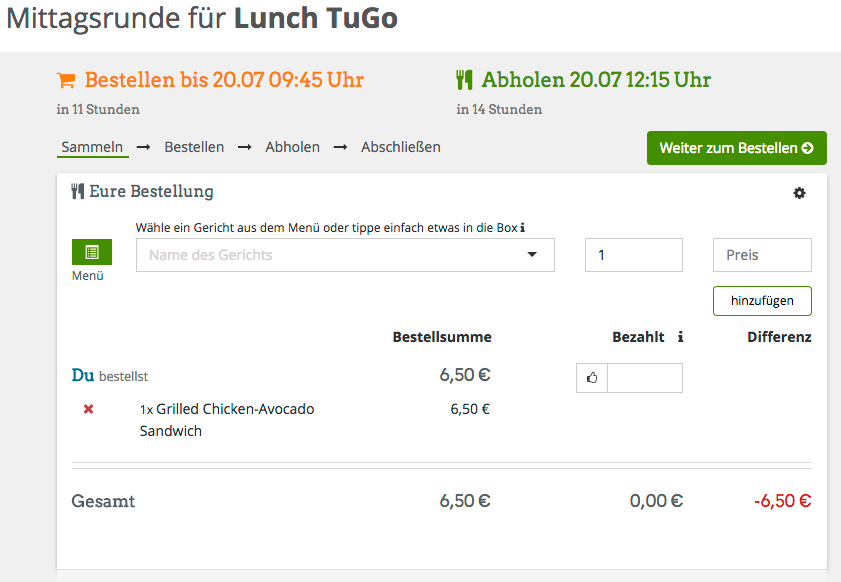 Mittagsrunde für Lunch TuGo
Bestellen bis 20.07 09:45 Uhr
in 11 Stunden
Abholen 20.07 12:15 Uhr
in 14 Stunden
Sammeln → Bestellen → Abholen → Abschließen
Weiter zum Bestellen
Eure Bestellung
Wähle ein Gericht aus dem Menü oder tippe einfach etwas in die Box i
Menü
Name des Gerichts
1
Preis
hinzufügen
Bestellsumme Bezahlt i Differenz
Du bestellst 6,50 €
1x Grilled Chicken-Avocado 6,50 €
Sandwich
Gesamt 6,50 € 0,00 € -6,50 €